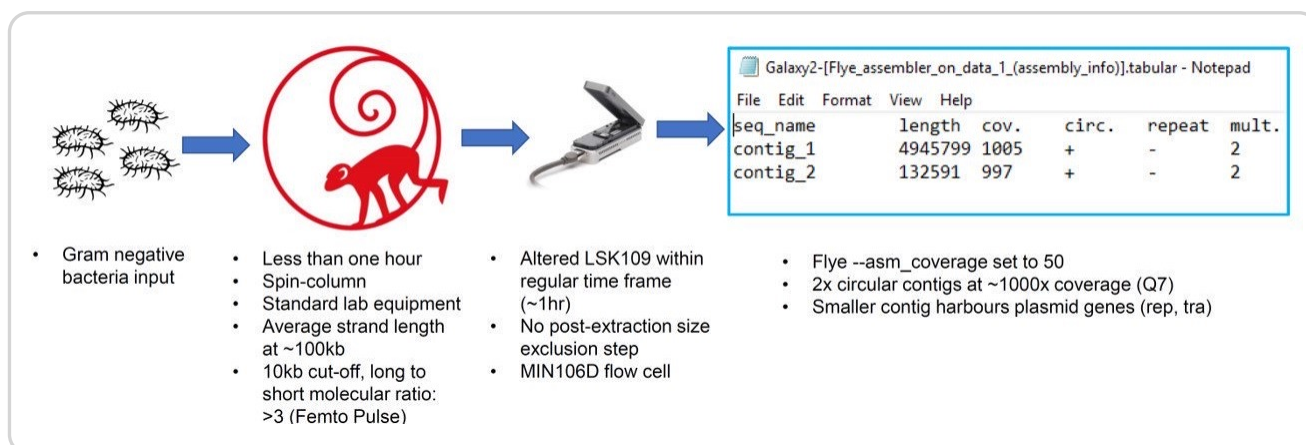 Galaxy2-[Flye_assembler_on_data_1_(assembly_info)].tabular - Notepad
File Edit Format View Help
seq_name length cov. circ. repeat mult.
contig_1 4945799 1005 + - 2
contig_2 132591 997 + - 2
• Gram negative
bacteria input
• Less than one hour
• Spin-column
• Standard lab equipment
• Average strand length
at ~100kb
• 10kb cut-off, long to
short molecular ratio:
>3 (Femto Pulse)
• Altered LSK109 within
regular time frame
(~1hr)
• No post-extraction size
exclusion step
• MIN106D flow cell
• Flye --asm_coverage set to 50
• 2x circular contigs at ~1000x coverage (Q7)
• Smaller contig harbours plasmid genes (rep, tra)